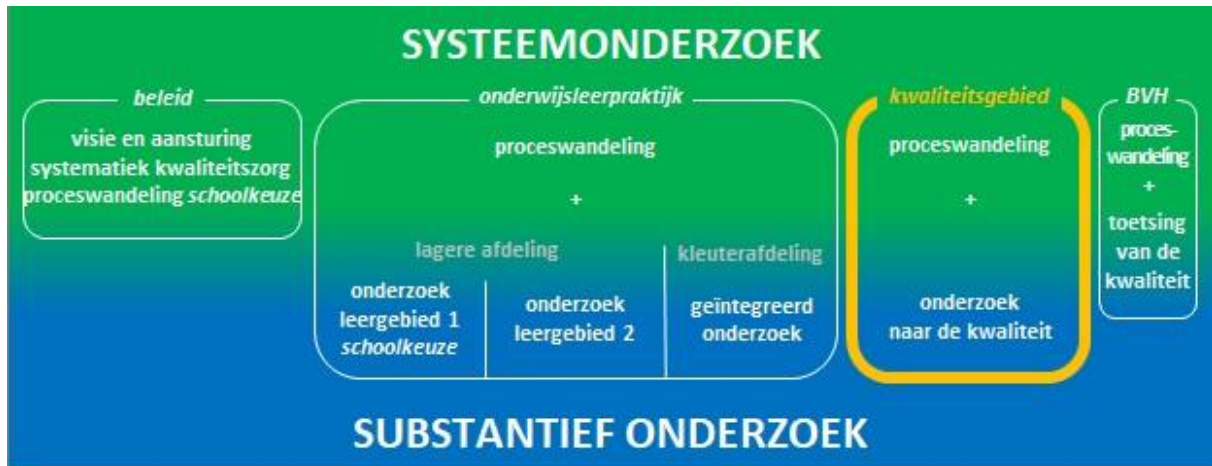 SYSTEEMONDERZOEK
beleid
visie en aansturing
systematiek kwaliteitszorg
proceswandeling schoolkeuze
onderwijsleerpraktijk
proceswandeling
+
lagere afdeling
onderzoek
leergebied 1
schoolkeuze
onderzoek
leergebied 2
kleuterafdeling
geïntegreerd
onderzoek
kwaliteitsgebied
proceswandeling
+
onderzoek
naar de kwaliteit
BVH
proces-
wandeling
+
toetsing
van de
kwaliteit
SUBSTANTIEF ONDERZOEK